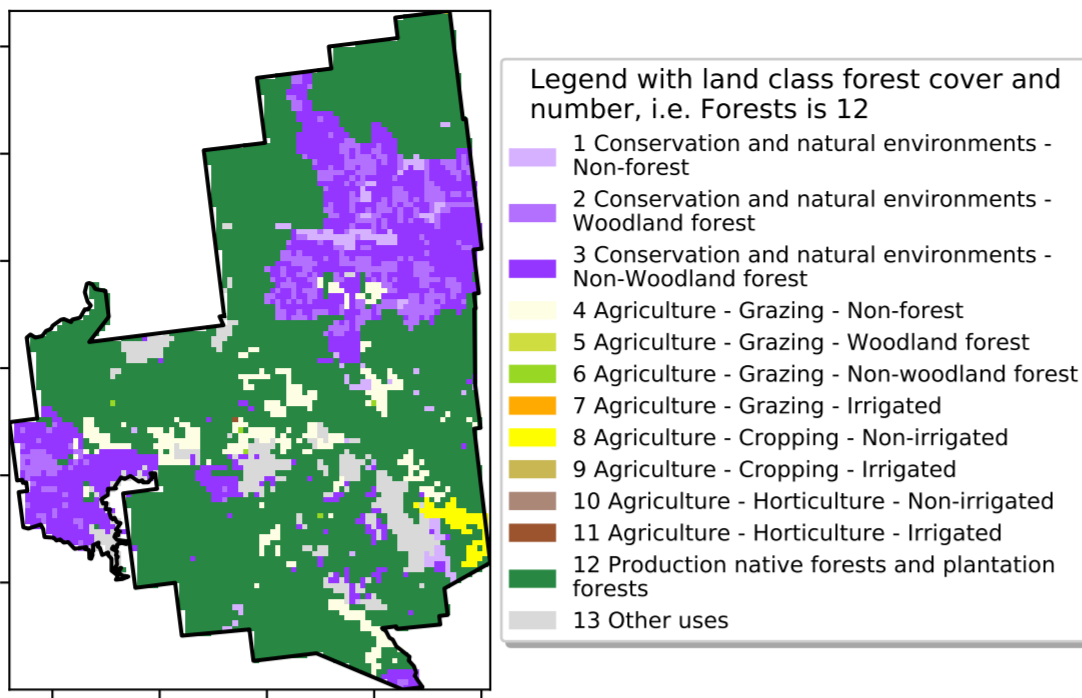 Legend with land class forest cover and
number, i.e. Forests is 12
1 Conservation and natural environments -
Non-forest
2 Conservation and natural environments -
Woodland forest
3 Conservation and natural environments -
Non-Woodland forest
4 Agriculture - Grazing - Non-forest
5 Agriculture - Grazing - Woodland forest
6 Agriculture - Grazing - Non-woodland forest
7 Agriculture - Grazing - Irrigated
8 Agriculture - Cropping - Non-irrigated
9 Agriculture - Cropping - Irrigated
10 Agriculture - Horticulture - Non-irrigated
11 Agriculture - Horticulture - Irrigated
12 Production native forests and plantation
forests
13 Other uses